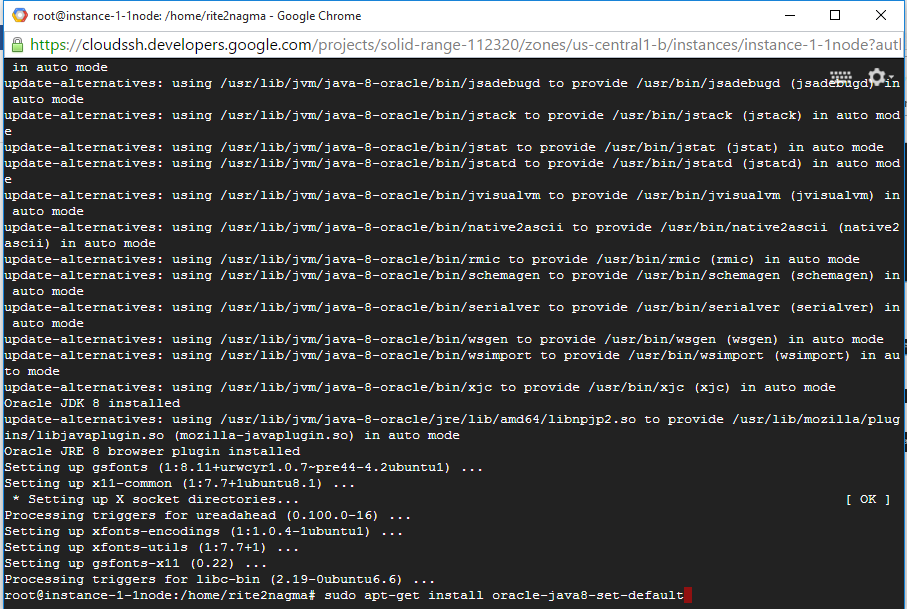 root@instance-1-1node: /home/rite2nagma - Google Chrome
https://cloudssh.developers.google.com/projects/solid-range-112320/zones/us-central1-b/instances/instance-1-1node?autl
 in auto mode
update-alternatives: using /usr/lib/jvm/java-8-oracle/bin/jsadebugd to provide /usr/bin/jsadebugd (jsadebugd) in
 auto mode
update-alternatives: using /usr/lib/jvm/java-8-oracle/bin/jstack to provide /usr/bin/jstack (jstack) in auto mod
e
update-alternatives: using /usr/lib/jvm/java-8-oracle/bin/jstat to provide /usr/bin/jstat (jstat) in auto mode
update-alternatives: using /usr/lib/jvm/java-8-oracle/bin/jstatd to provide /usr/bin/jstatd (jstatd) in auto mod
e
update-alternatives: using /usr/lib/jvm/java-8-oracle/bin/jvisualvm to provide /usr/bin/jvisualvm (jvisualvm) in
 auto mode
update-alternatives: using /usr/lib/jvm/java-8-oracle/bin/native2ascii to provide /usr/bin/native2ascii (native2
ascii) in auto mode
update-alternatives: using /usr/lib/jvm/java-8-oracle/bin/rmic to provide /usr/bin/rmic (rmic) in auto mode
update-alternatives: using /usr/lib/jvm/java-8-oracle/bin/schemagen to provide /usr/bin/schemagen (schemagen) in
 auto mode
update-alternatives: using /usr/lib/jvm/java-8-oracle/bin/serialver to provide /usr/bin/serialver (serialver) in
 auto mode
update-alternatives: using /usr/lib/jvm/java-8-oracle/bin/wsgen to provide /usr/bin/wsgen (wsgen) in auto mode
update-alternatives: using /usr/lib/jvm/java-8-oracle/bin/wsimport to provide /usr/bin/wsimport (wsimport) in au
to mode
update-alternatives: using /usr/lib/jvm/java-8-oracle/bin/xjc to provide /usr/bin/xjc (xjc) in auto mode
Oracle JDK 8 installed
update-alternatives: using /usr/lib/jvm/java-8-oracle/jre/lib/amd64/libnpjp2.so to provide /usr/lib/mozilla/plug
ins/libjavaplugin.so (mozilla-javaplugin.so) in auto mode
Oracle JRE 8 browser plugin installed
Setting up gsfonts (1:8.11+urwcyr1.0.7~pre44-4.2ubuntu1) ...
Setting up x11-common (1:7.7+1ubuntu8.1) ...
 * Setting up X socket directories... [ OK ]
Processing triggers for ureadahead (0.100.0-16) ...
Setting up xfonts-encodings (1:1.0.4-1ubuntu1) ...
Setting up xfonts-utils (1:7.7+1) ...
Setting up gsfonts-x11 (0.22) ...
Processing triggers for libc-bin (2.19-0ubuntu6.6) ...
root@instance-1-1node:/home/rite2nagma# sudo apt-get install oracle-java8-set-default